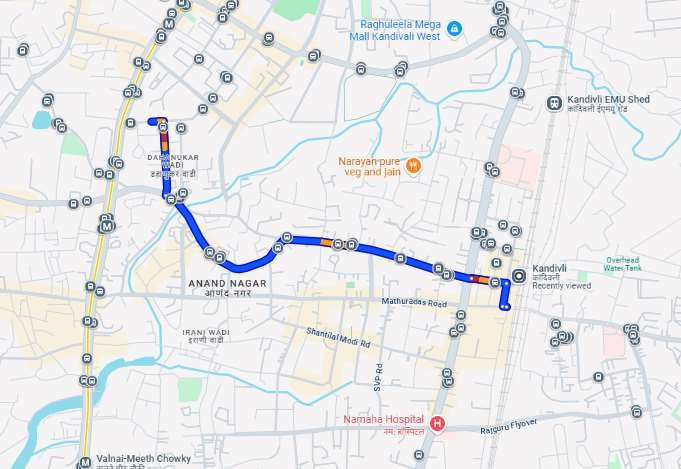 Raghuleela Mega
Mall Kandivali West
Kandivli EMU Shed
कांदिवली ईएमयू शेड
DAHANUKAR
WADI
डहाणूकर वाडी
Narayan pure
veg and jain
Overhead
Water Tank
Kandivli
कांदिवली
Recently viewed
ANAND NAGAR
आणंद नगर
Mathuradas Road
IRANI WADI
इराणी वाडी
Shantilal Modi Rd
SVP Rd
Namaha Hospital
नमः हॉस्पिटल
H
Rajguru Flyover
M
M
M
Valnai-Meeth Chowky